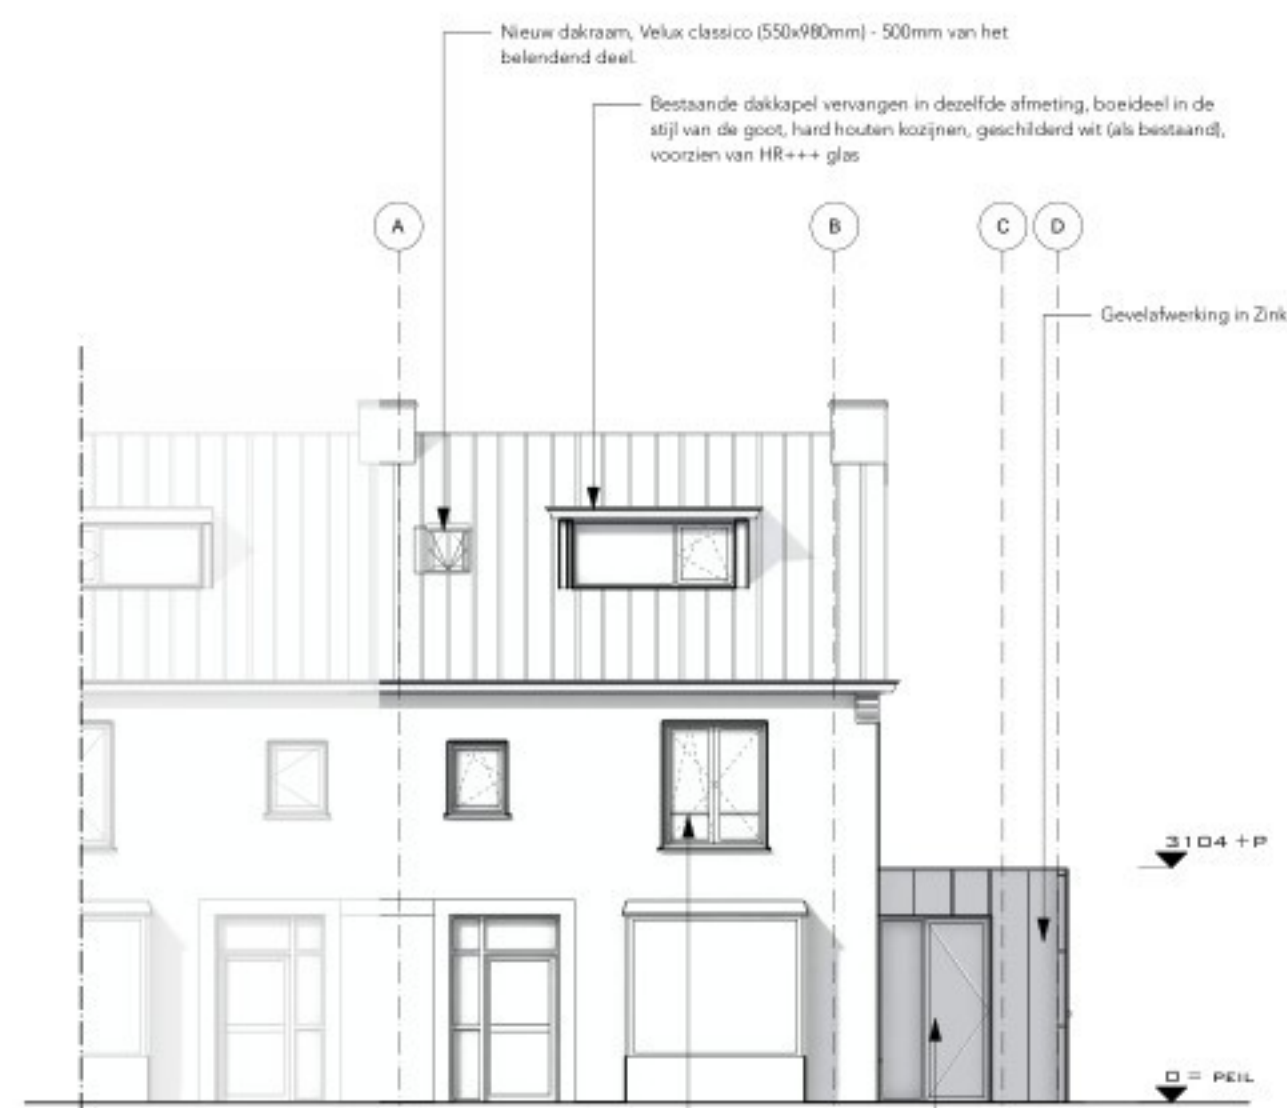 Nieuw dakraam, Velux classico (550x980mm) - 500mm van het
belendend deel.
Bestaande dakkapel vervangen in dezelfde afmeting, boeideel in de
stijl van de goot, hard houten kozijnen, geschilderd wit (als bestaand),
voorzien van HR+++ glas
A
B
C
D
Gevelafwerking in Zink
3104 +P
0 = PEIL